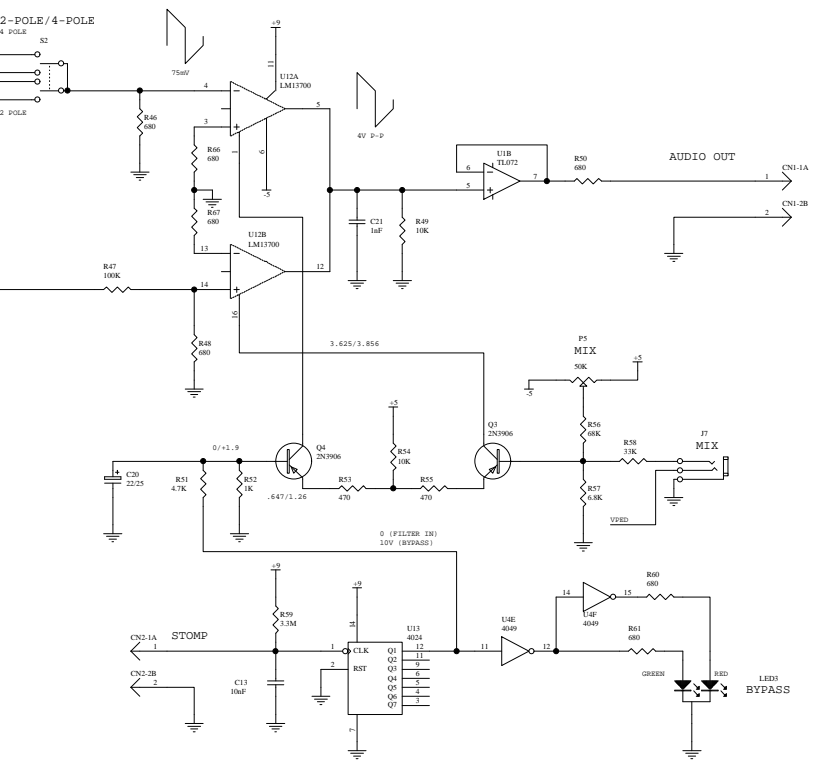 2-POLE/4-POLE
4 POLE
S2
2 POLE
75mV
+9
11
U12A
LM13700
4
5
3
1
6
-5
R46
680
R66
680
R67
680
4V P-P
U1B
TL072
6
5
7
R50
680
AUDIO OUT
CN1-1A
1
CN1-2B
2
C21
1nF
R49
10K
U12B
LM13700
13
12
14
16
R47
100K
R48
680
3.625/3.856
P5
MIX
50K
+5
-5
+5
Q4
2N3906
Q3
2N3906
R54
10K
R56
68K
R58
33K
J7
MIX
0/+1.9
C20
22/25
+
R51
4.7K
R52
1K
.647/1.26
R53
470
R55
470
R57
6.8K
VPED
0 (FILTER IN)
10V (BYPASS)
+9
+9
R59
3.3M
14
U13
4024
CN2-1A
1
STOMP
CN2-2B
2
C13
10nF
1
CLK
2
RST
Q1
12
Q2
11
Q3
9
Q4
6
Q5
5
Q6
4
Q7
3
7
11
U4E
4049
12
14
U4F
4049
15
R60
680
R61
680
GREEN
RED
LED3
BYPASS